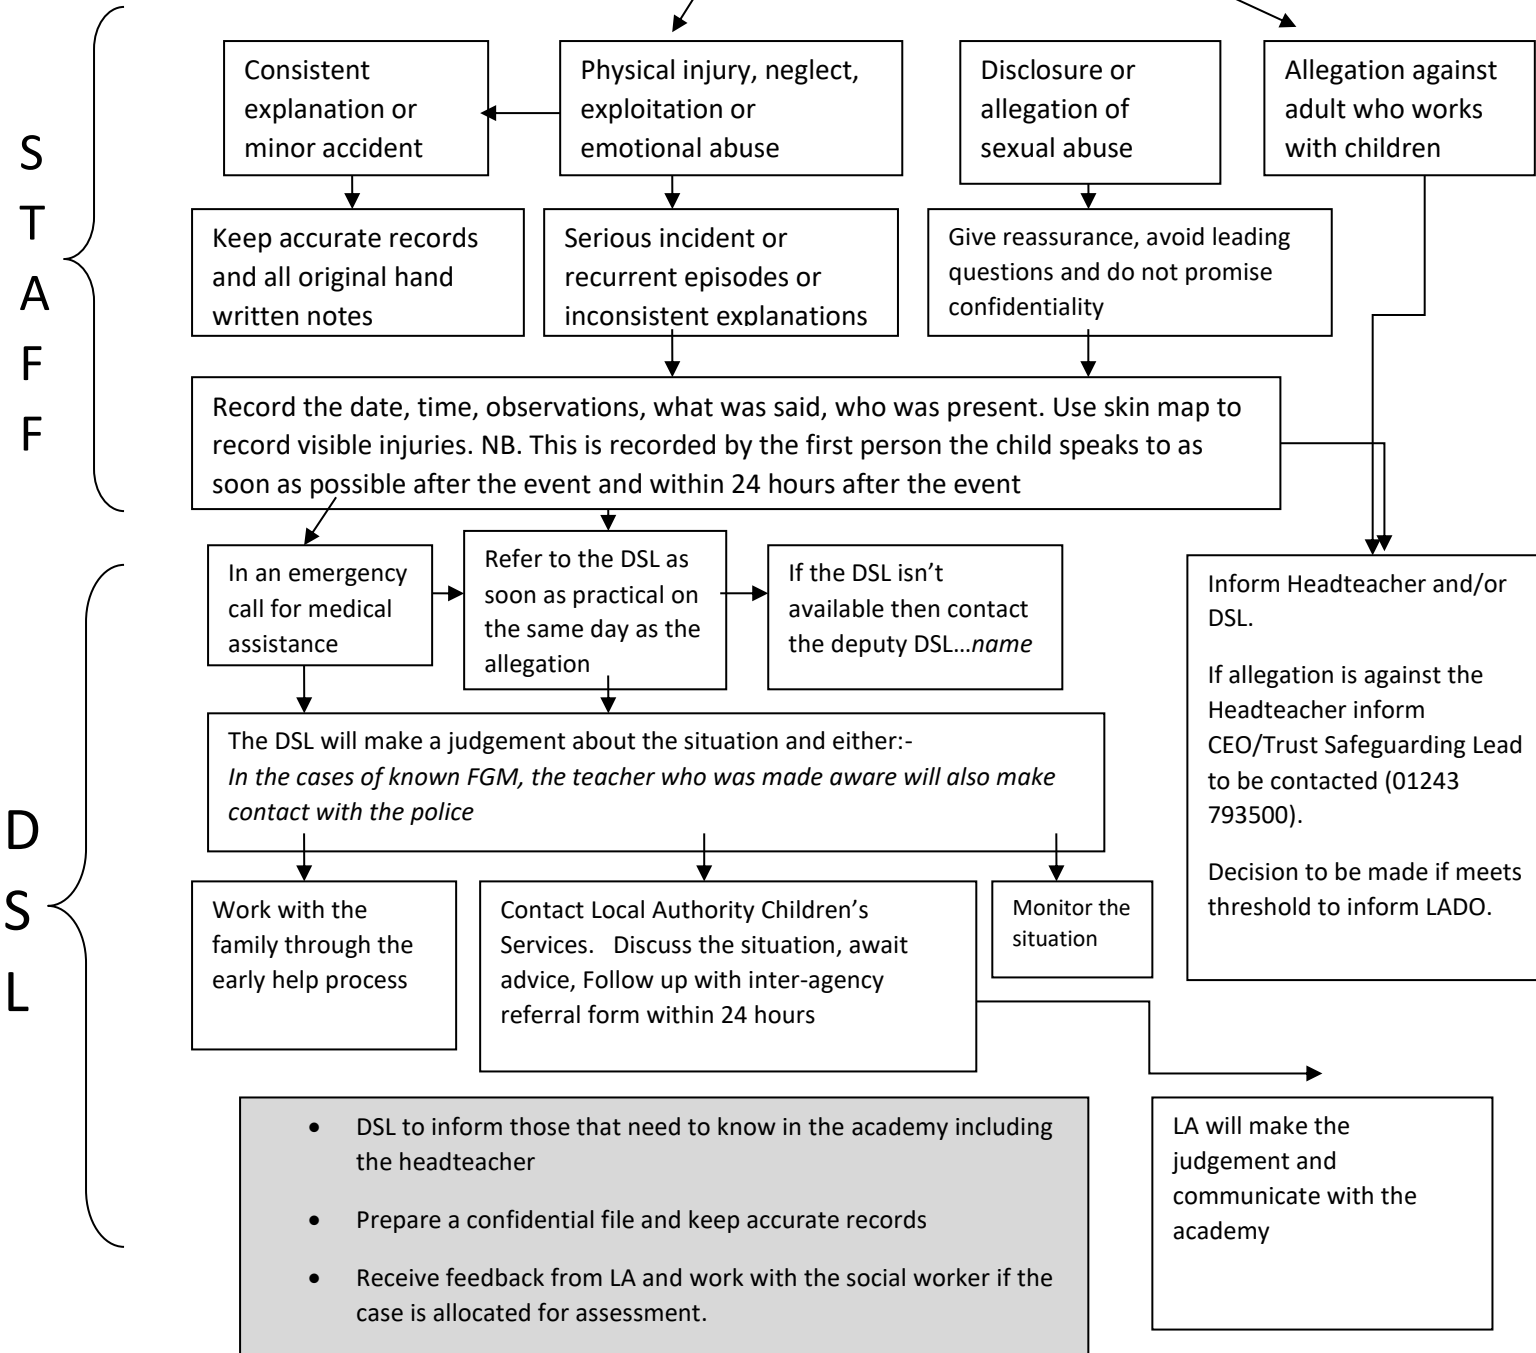 S
T
A
F
F
Consistent
explanation or
minor accident
Physical injury, neglect,
exploitation or
emotional abuse
Disclosure or
allegation of
sexual abuse
Allegation against
adult who works
with children
Keep accurate records
and all original hand
written notes
Serious incident or
recurrent episodes or
inconsistent explanations
Give reassurance, avoid leading
questions and do not promise
confidentiality
Record the date, time, observations, what was said, who was present. Use skin map to
record visible injuries. NB. This is recorded by the first person the child speaks to as
soon as possible after the event and within 24 hours after the event
D
S
L
In an emergency
call for medical
assistance
Refer to the DSL as
soon as practical on
the same day as the
allegation
If the DSL isn’t
available then contact
the deputy DSL…name
Inform Headteacher and/or
DSL.
If allegation is against the
Headteacher inform
CEO/Trust Safeguarding Lead
to be contacted (01243
793500).
Decision to be made if meets
threshold to inform LADO.
The DSL will make a judgement about the situation and either:-
In the cases of known FGM, the teacher who was made aware will also make
contact with the police
Work with the
family through the
early help process
Contact Local Authority Children’s
Services. Discuss the situation, await
advice, Follow up with inter-agency
referral form within 24 hours
Monitor the
situation
• DSL to inform those that need to know in the academy including
the headteacher
• Prepare a confidential file and keep accurate records
• Receive feedback from LA and work with the social worker if the
case is allocated for assessment.
LA will make the
judgement and
communicate with the
academy